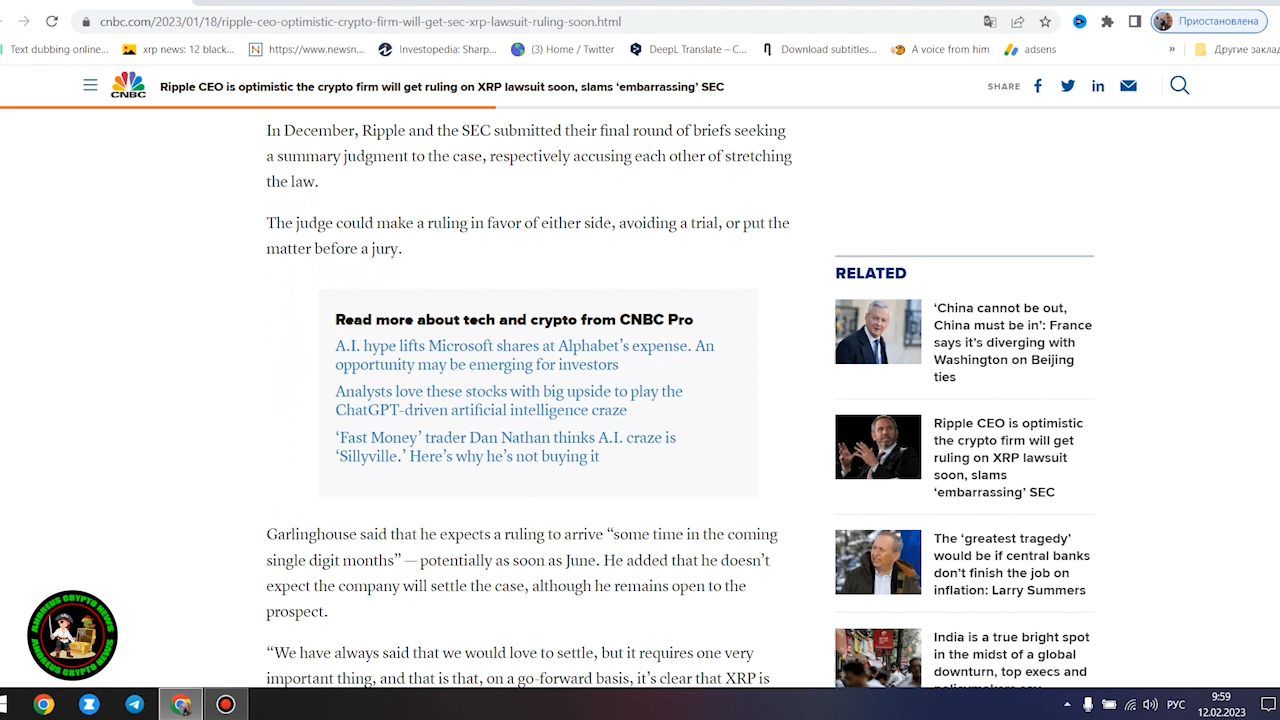 cnbc.com/2023/01/18/ripple-ceo-optimistic-crypto-firm-will-get-sec-xrp-lawsuit-ruling-soon.html
Приостановлена
Text dubbing online...
xrp news: 12 black...
https://www.newsn...
Investopedia: Sharp...
(3) Home / Twitter
DeepL Translate – C...
Download subtitles...
A voice from him
adsens
»
Другие закла
CNBC
Ripple CEO is optimistic the crypto firm will get ruling on XRP lawsuit soon, slams ‘embarrassing’ SEC
SHARE
In December, Ripple and the SEC submitted their final round of briefs seeking
a summary judgment to the case, respectively accusing each other of stretching
the law.
The judge could make a ruling in favor of either side, avoiding a trial, or put the
matter before a jury.
Read more about tech and crypto from CNBC Pro
A.I. hype lifts Microsoft shares at Alphabet’s expense. An
opportunity may be emerging for investors
Analysts love these stocks with big upside to play the
ChatGPT-driven artificial intelligence craze
‘Fast Money’ trader Dan Nathan thinks A.I. craze is
‘Sillyville.’ Here’s why he’s not buying it
Garlinghouse said that he expects a ruling to arrive “some time in the coming
single digit months” — potentially as soon as June. He added that he doesn’t
expect the company will settle the case, although he remains open to the
prospect.
“We have always said that we would love to settle, but it requires one very
important thing, and that is that, on a go-forward basis, it’s clear that XRP is
RELATED
‘China cannot be out,
China must be in’: France
says it’s diverging with
Washington on Beijing
ties
Ripple CEO is optimistic
the crypto firm will get
ruling on XRP lawsuit
soon, slams
‘embarrassing’ SEC
The ‘greatest tragedy’
would be if central banks
don’t finish the job on
inflation: Larry Summers
India is a true bright spot
in the midst of a global
downturn, top execs and
ANDREUS CRYPTO NEWS
ANDREUS CRYPTO NEWS
РУС
9:59
12.02.2023